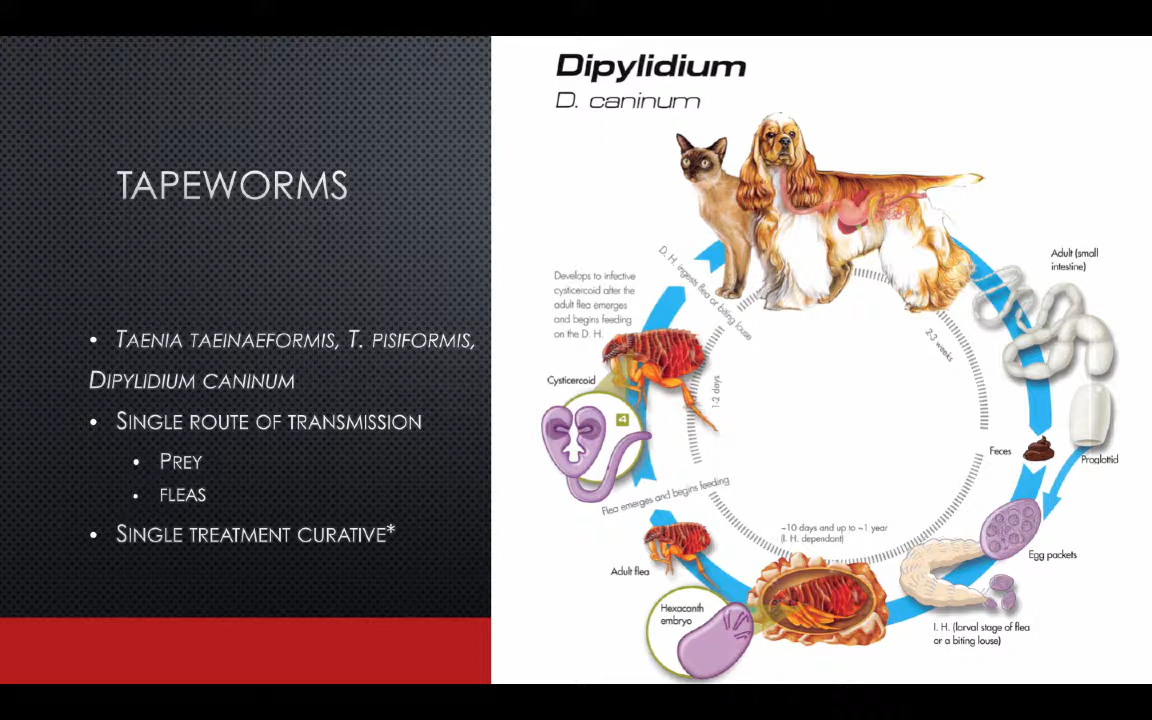 TAPEWORMS
• TAENIA TAEINAEFORMIS, T. PISIFORMIS,
DIPYLIDIUM CANINUM
• SINGLE ROUTE OF TRANSMISSION
• PREY
• FLEAS
• SINGLE TREATMENT CURATIVE*
Dipylidium
D. caninum
Adult (small
intestine)
D. H. ingests flea or biting louse
Develops to infective
cysticercoid after the
adult flea emerges
and begins feeding
on the D. H.
2-3 weeks
Cysticercoid
1-2 days
4
Feces
Proglottid
Flea emerges and begins feeding
~10 days and up to ~1 year
(I. H. dependant)
Egg packets
Adult flea
Hexacanth
embryo
I. H. (larval stage of flea
or a biting louse)